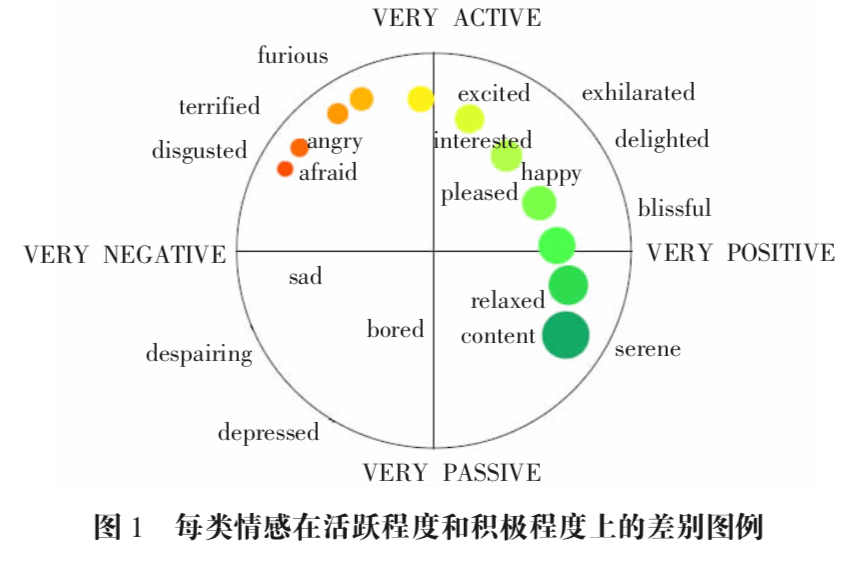 VERY ACTIVE
furious
excited
exhilarated
terrified
interested
delighted
disgusted
angry
afraid
happy
pleased
blissful
VERY NEGATIVE
VERY POSITIVE
sad
relaxed
bored
content
serene
despairing
depressed
VERY PASSIVE
图 1 每类情感在活跃程度和积极程度上的差别图例